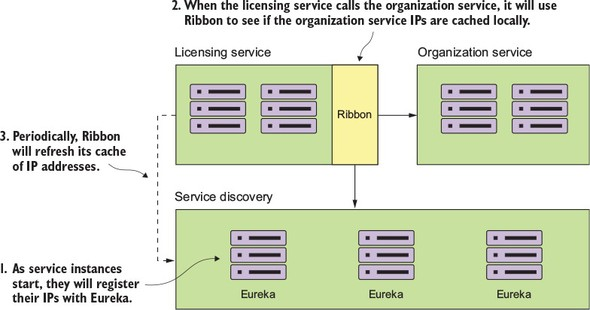 2. When the licensing service calls the organization service, it will use
Ribbon to see if the organization service IPs are cached locally.
Licensing service
Organization service
Ribbon
3. Periodically, Ribbon
will refresh its cache
of IP addresses.
Service discovery
1. As service instances
start, they will register
their IPs with Eureka.
Eureka
Eureka
Eureka